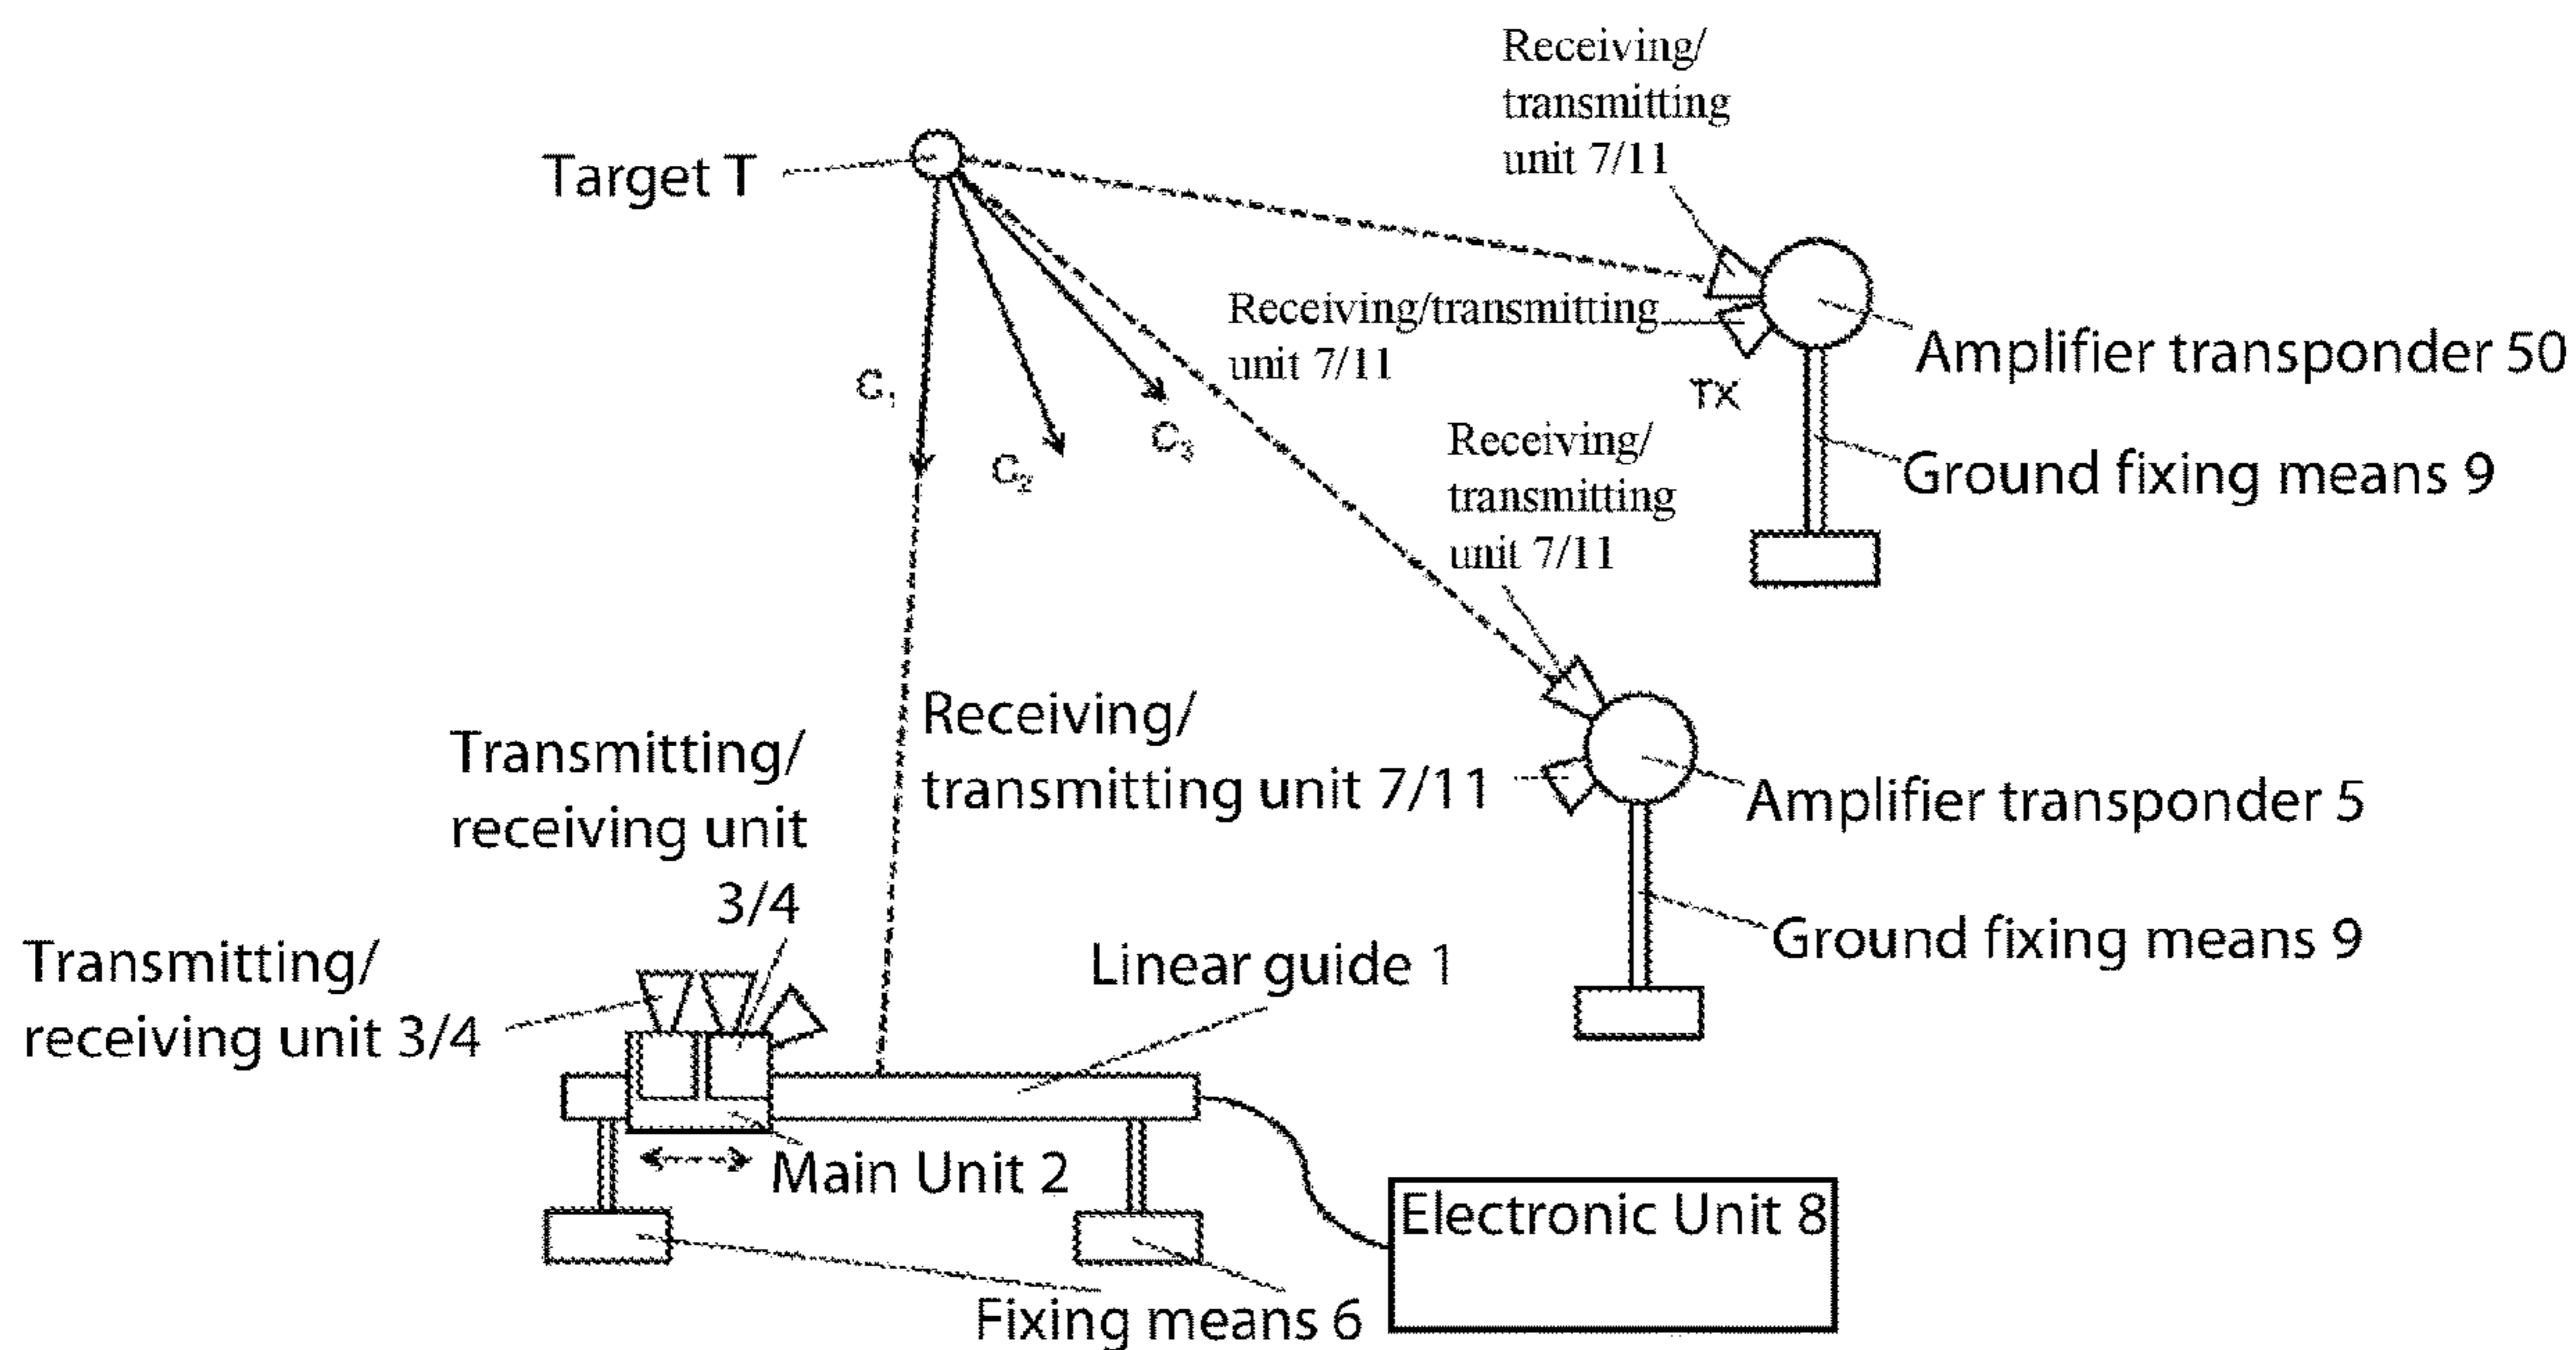 Receiving/
transmitting
unit 7/11
Target T
Receiving/transmitting
unit 7/11
Amplifier transponder 50
TX
C₁
C₂
C₃
Receiving/
transmitting
unit 7/11
Ground fixing means 9
Receiving/
transmitting unit 7/11
Transmitting/
receiving unit
3/4
Amplifier transponder 5
Ground fixing means 9
Transmitting/
receiving unit 3/4
Linear guide 1
Main Unit 2
Electronic Unit 8
Fixing means 6